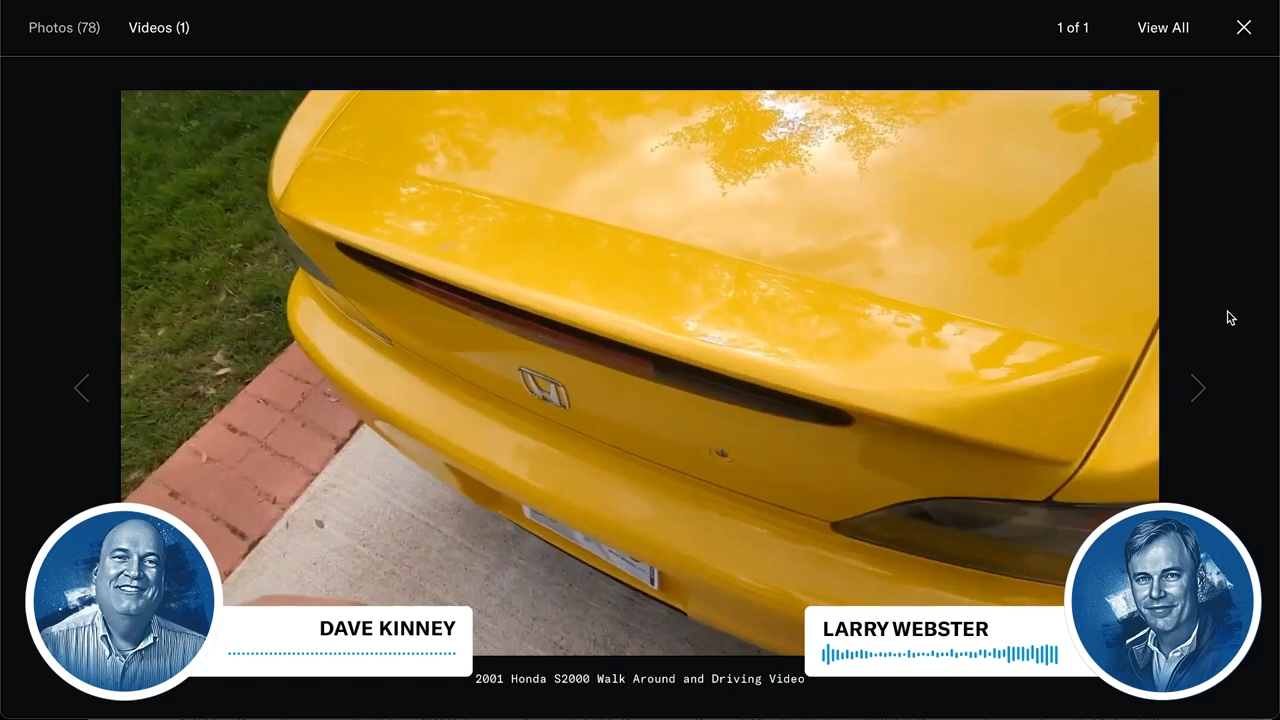 Photos (78)
Videos (1)
1 of 1
View All
DAVE KINNEY
LARRY WEBSTER
2001 Honda S2000 Walk Around and Driving Video